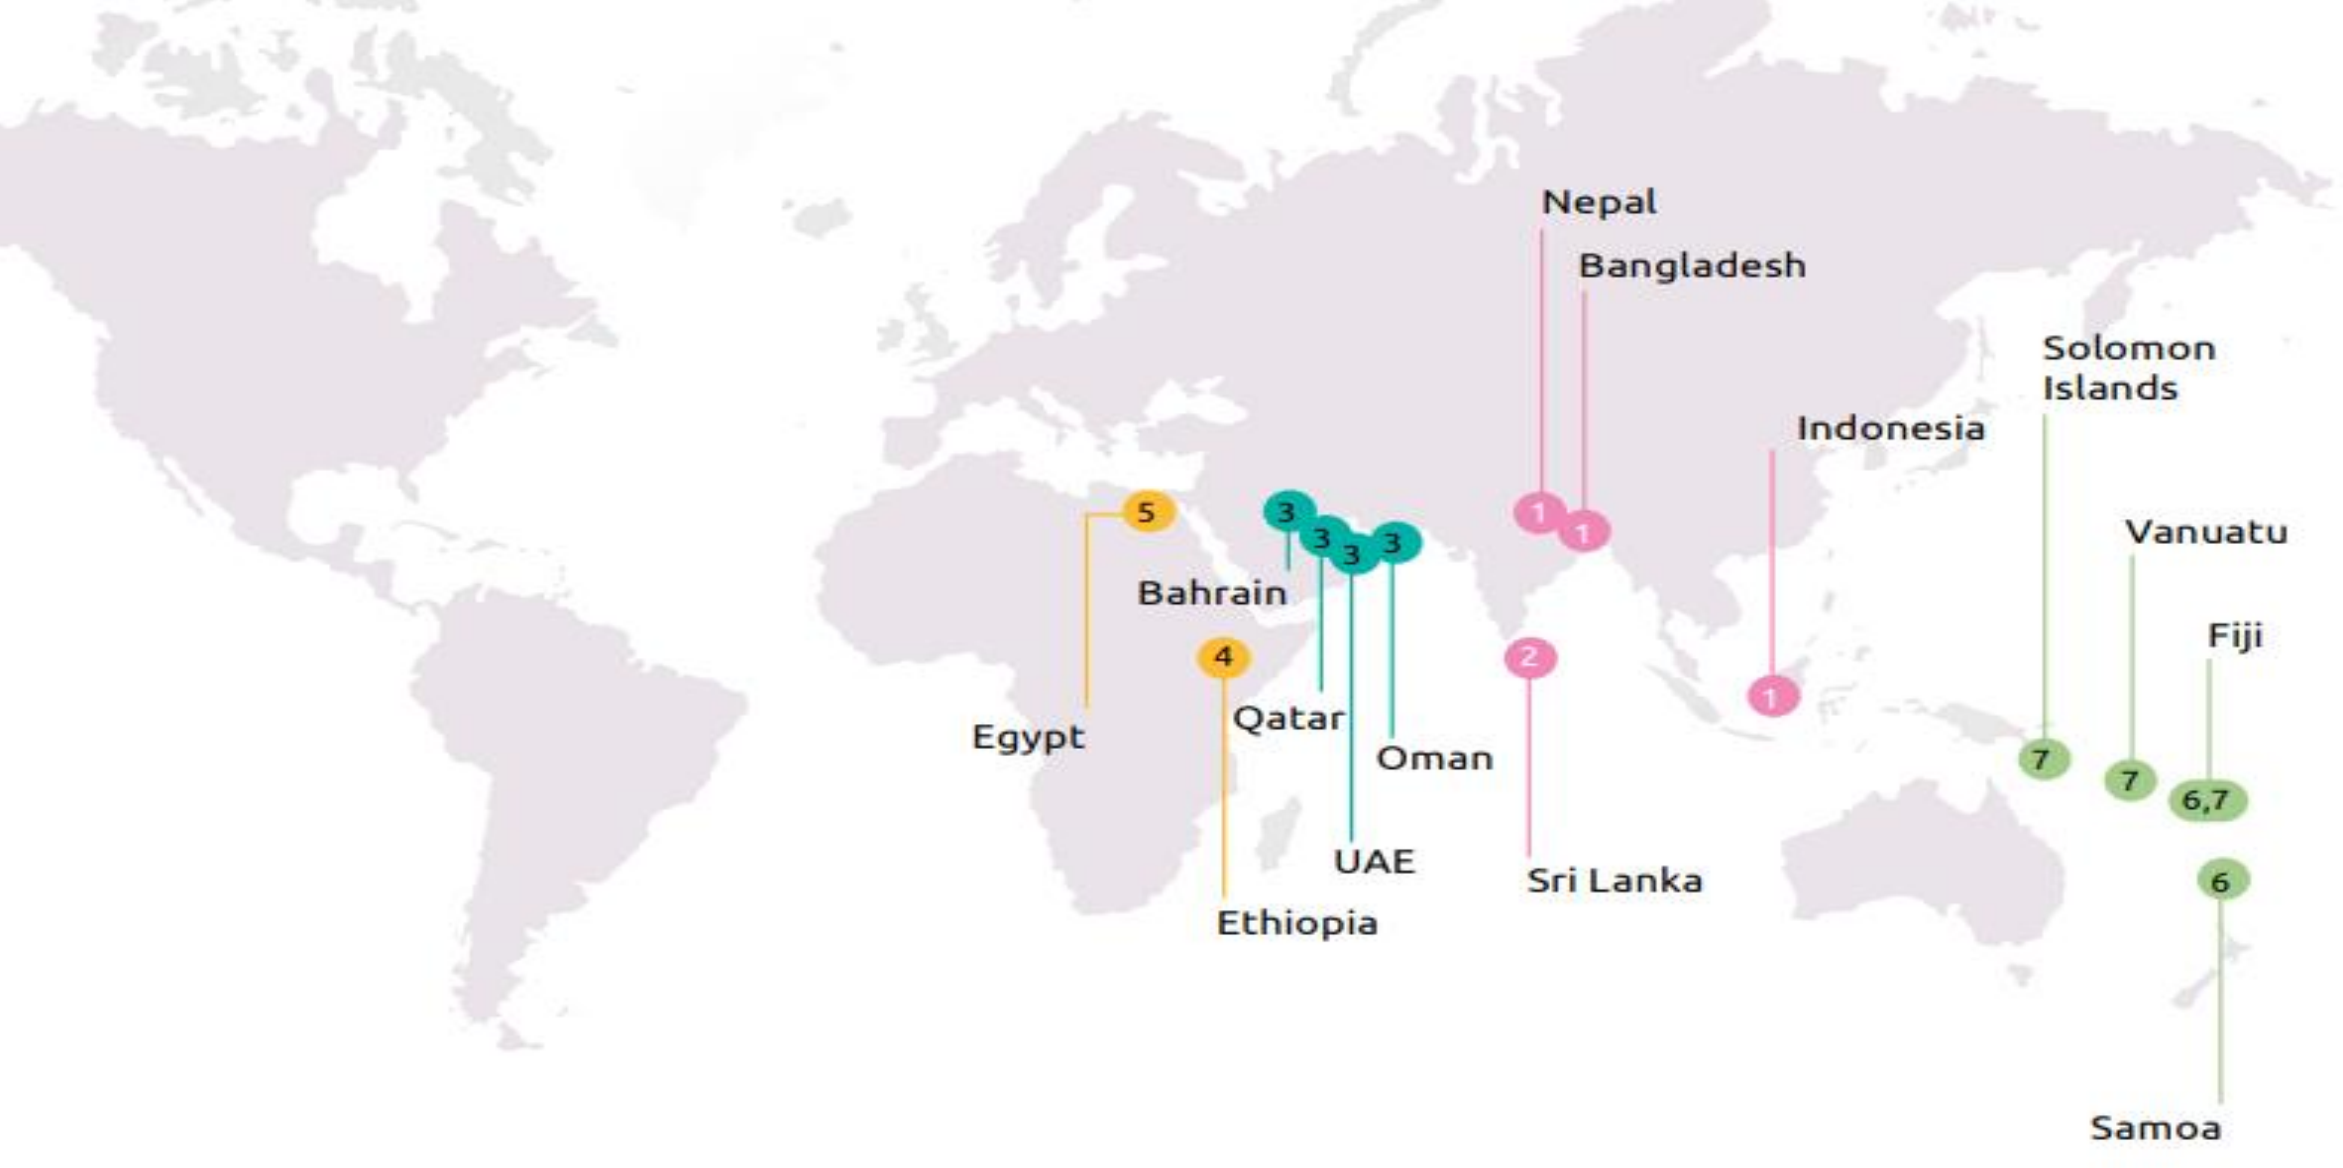 Nepal
Bangladesh
Solomon
Islands
Indonesia
5
3
1
3
1
3
3
Vanuatu
Bahrain
Fiji
4
2
1
Qatar
Egypt
Oman
7
7
6,7
UAE
Sri Lanka
6
Ethiopia
Samoa